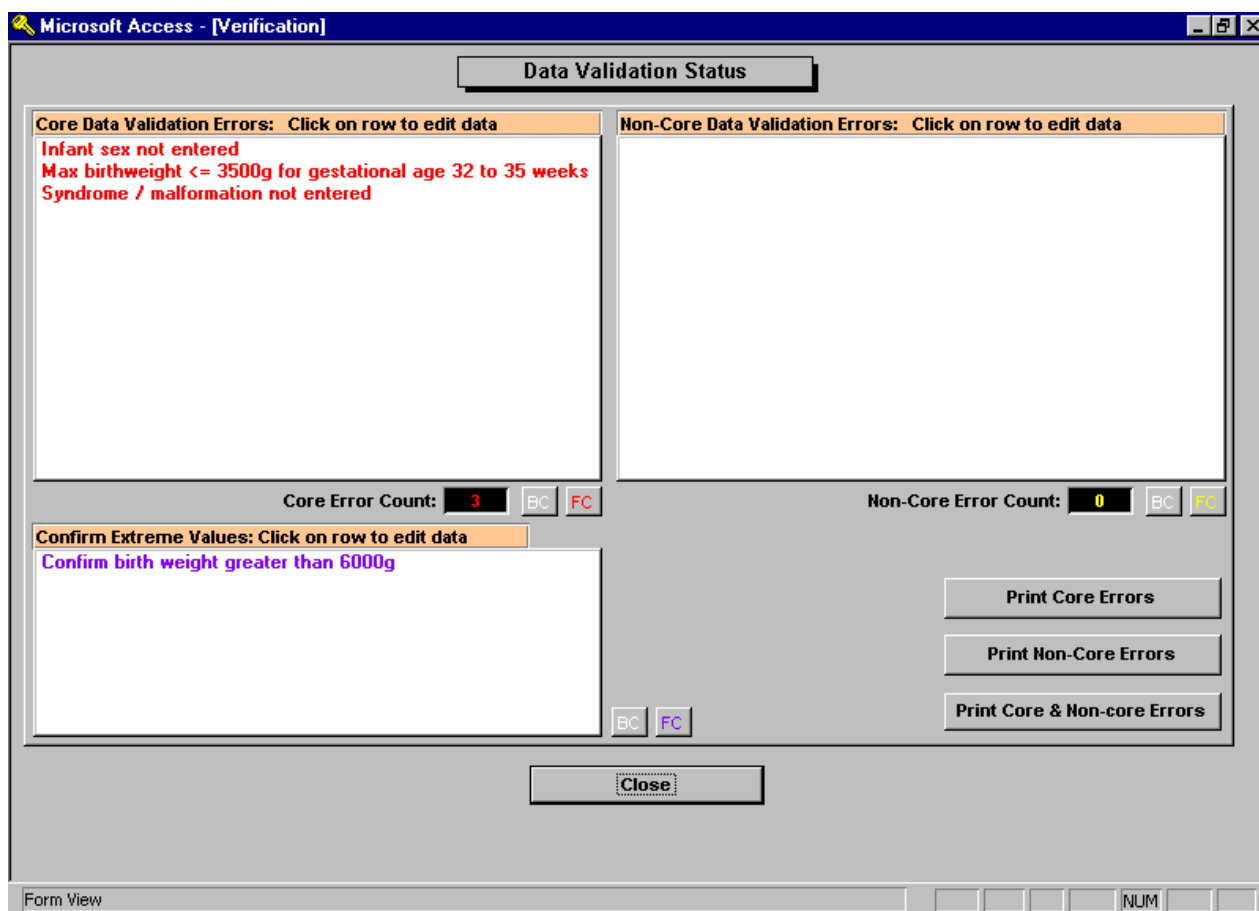 Microsoft Access - [Verification]
Data Validation Status
Core Data Validation Errors: Click on row to edit data
Infant sex not entered
Max birthweight <= 3500g for gestational age 32 to 35 weeks
Syndrome / malformation not entered
Non-Core Data Validation Errors: Click on row to edit data
Core Error Count: 3 BC FC
Non-Core Error Count: 0 BC FC
Confirm Extreme Values: Click on row to edit data
Confirm birth weight greater than 6000g
BC FC
Print Core Errors
Print Non-Core Errors
Print Core & Non-core Errors
Close
Form View
NUM